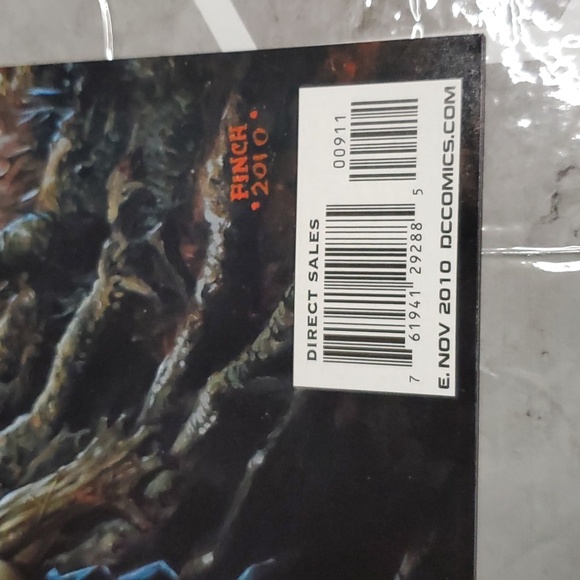 FINCH
2010
DIRECT SALES
00911
7 61941 29288 5
E. NOV 2010 DCCOMICS.COM